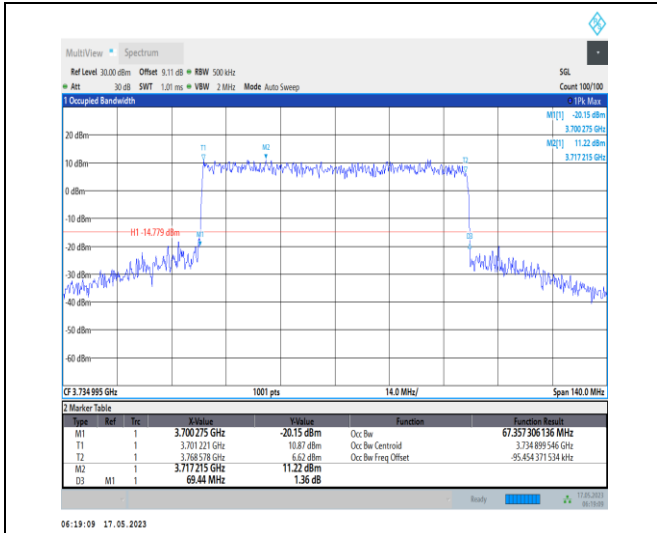 MultiView Spectrum
Ref Level 30.00 dBm Offset 9.11 dB RBW 500 kHz SGL
Att 30 dB SWT 1.01 ms VBW 2 MHz Mode Auto Sweep Count 100/100
1 Occupied Bandwidth 1Pk Max
M1[1] -20.15 dBm
3.700 275 GHz
20 dBm M2[1] 11.22 dBm
T1 M2 3.717 215 GHz
T2
10 dBm
0 dBm
-10 dBm
H1 -14.779 dBm
M1 D3
-20 dBm
-30 dBm
-40 dBm
-50 dBm
-60 dBm
CF 3.734 995 GHz 1001 pts 14.0 MHz/ Span 140.0 MHz
2 Marker Table
Type Ref Trc X-Value Y-Value Function Function Result
M1 1 3.700 275 GHz -20.15 dBm Occ Bw 67.357 306 136 MHz
T1 1 3.701 221 GHz 10.87 dBm Occ Bw Centroid 3.734 899 546 GHz
T2 1 3.768 578 GHz 6.62 dBm Occ Bw Freq Offset -95.454 371 534 kHz
M2 1 3.717 215 GHz 11.22 dBm
D3 M1 1 69.44 MHz 1.36 dB
Ready 17.05.2023
06:19:09
06:19:09 17.05.2023